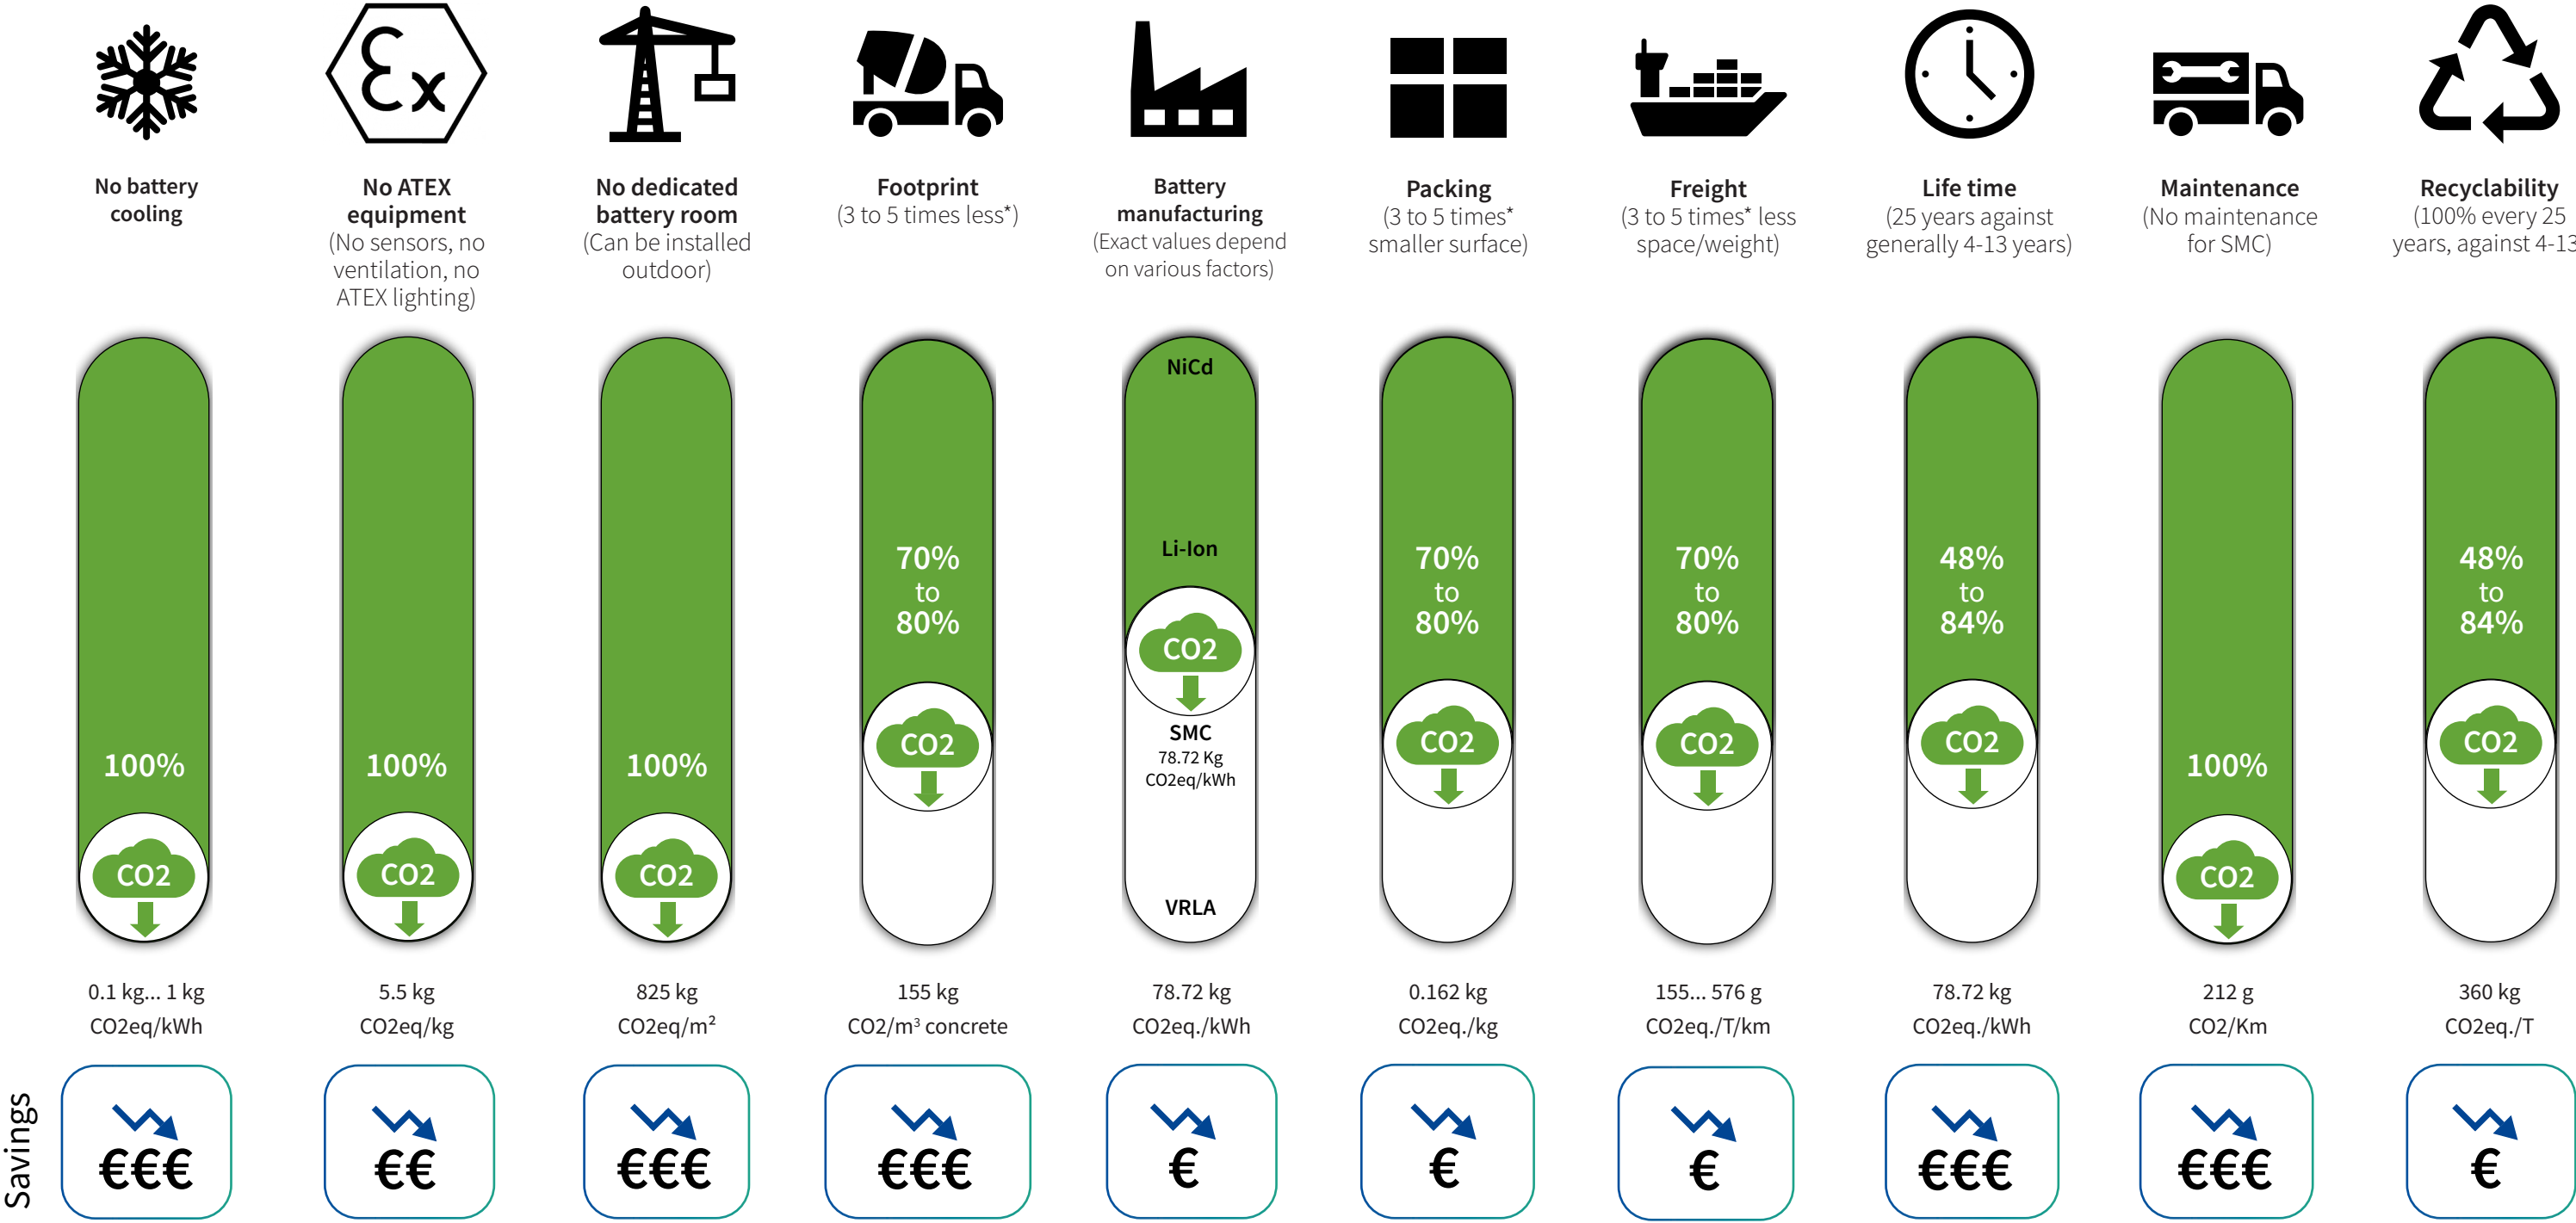 Ex
No battery
cooling
No ATEX
equipment
(No sensors, no
ventilation, no
ATEX lighting)
No dedicated
battery room
(Can be installed
outdoor)
Footprint
(3 to 5 times less*)
Battery
manufacturing
(Exact values depend
on various factors)
Packing
(3 to 5 times*
smaller surface)
Freight
(3 to 5 times* less
space/weight)
Life time
(25 years against
generally 4-13 years)
Maintenance
(No maintenance
for SMC)
Recyclability
(100% every 25
years, against 4-13
100%
CO2
100%
CO2
100%
CO2
70%
to
80%
CO2
NiCd
Li-Ion
CO2
SMC
78.72 Kg
CO2eq/kWh
VRLA
70%
to
80%
CO2
70%
to
80%
CO2
48%
to
84%
CO2
100%
CO2
48%
to
84%
CO2
0.1 kg... 1 kg
CO2eq/kWh
5.5 kg
CO2eq/kg
825 kg
CO2eq/m²
155 kg
CO2/m³ concrete
78.72 kg
CO2eq./kWh
0.162 kg
CO2eq./kg
155... 576 g
CO2eq./T/km
78.72 kg
CO2eq./kWh
212 g
CO2/Km
360 kg
CO2eq./T
Savings
€€€
€€
€€€
€€€
€
€
€
€€€
€€€
€